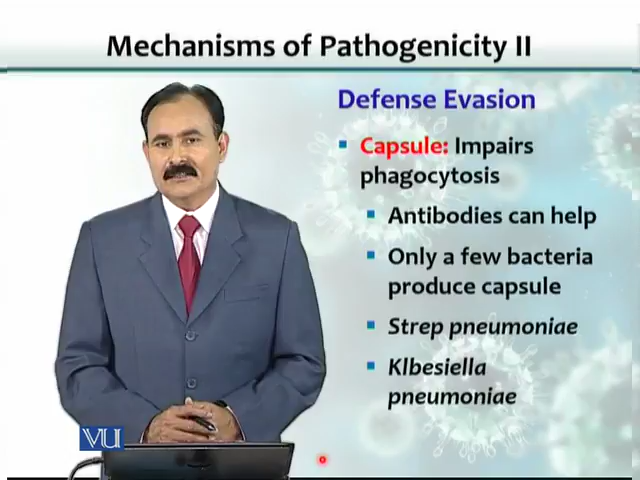 Mechanisms of Pathogenicity II
Defense Evasion
Capsule: Impairs
phagocytosis
Antibodies can help
Only a few bacteria
produce capsule
Strep pneumoniae
Klbesiella
pneumoniae
VU